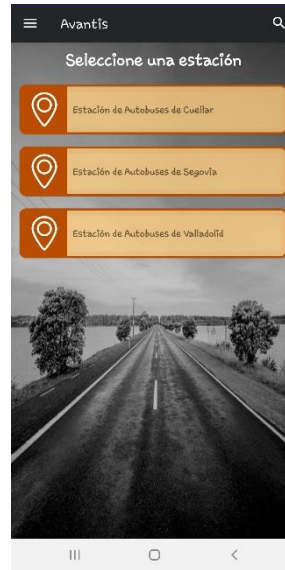 Avantis
Seleccione una estación
Estación de Autobuses de Cuellar
Estación de Autobuses de Segovia
Estación de Autobuses de Valladolid